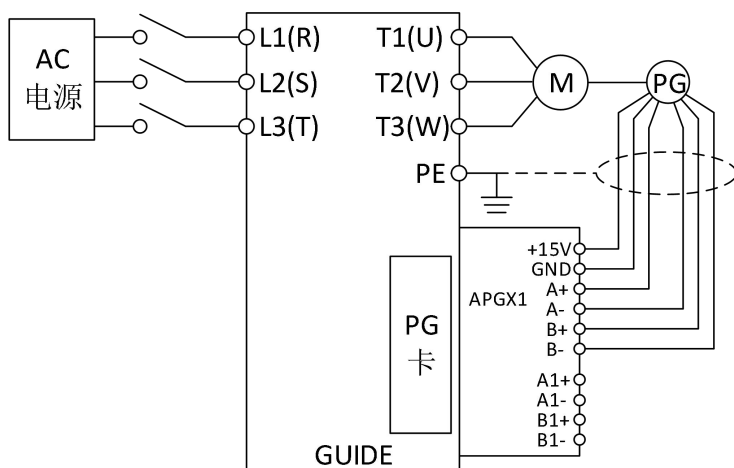 AC
电源
L1(R)
L2(S)
L3(T)
T1(U)
T2(V)
T3(W)
PE
M
PG
PG
卡
APGX1
+15V
GND
A+
A-
B+
B-
A1+
A1-
B1+
B1-
GUIDE